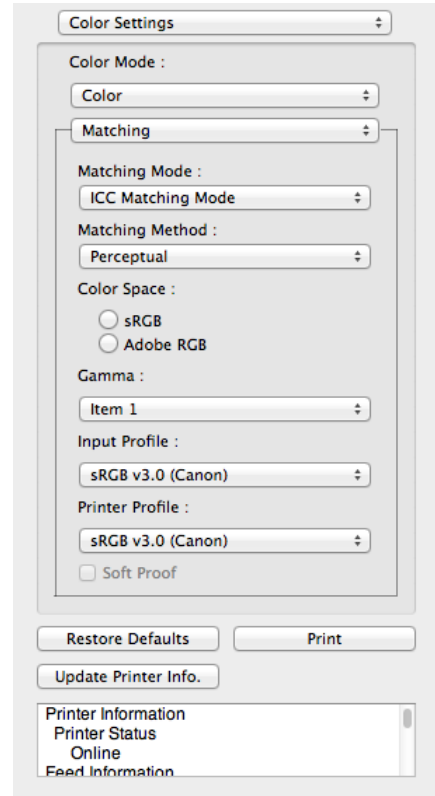 Color Settings
Color Mode :
Color
Matching
Matching Mode :
ICC Matching Mode
Matching Method :
Perceptual
Color Space :
sRGB
Adobe RGB
Gamma :
Item 1
Input Profile :
sRGB v3.0 (Canon)
Printer Profile :
sRGB v3.0 (Canon)
Soft Proof
Restore Defaults
Print
Update Printer Info.
Printer Information
Printer Status
Online
Feed Information